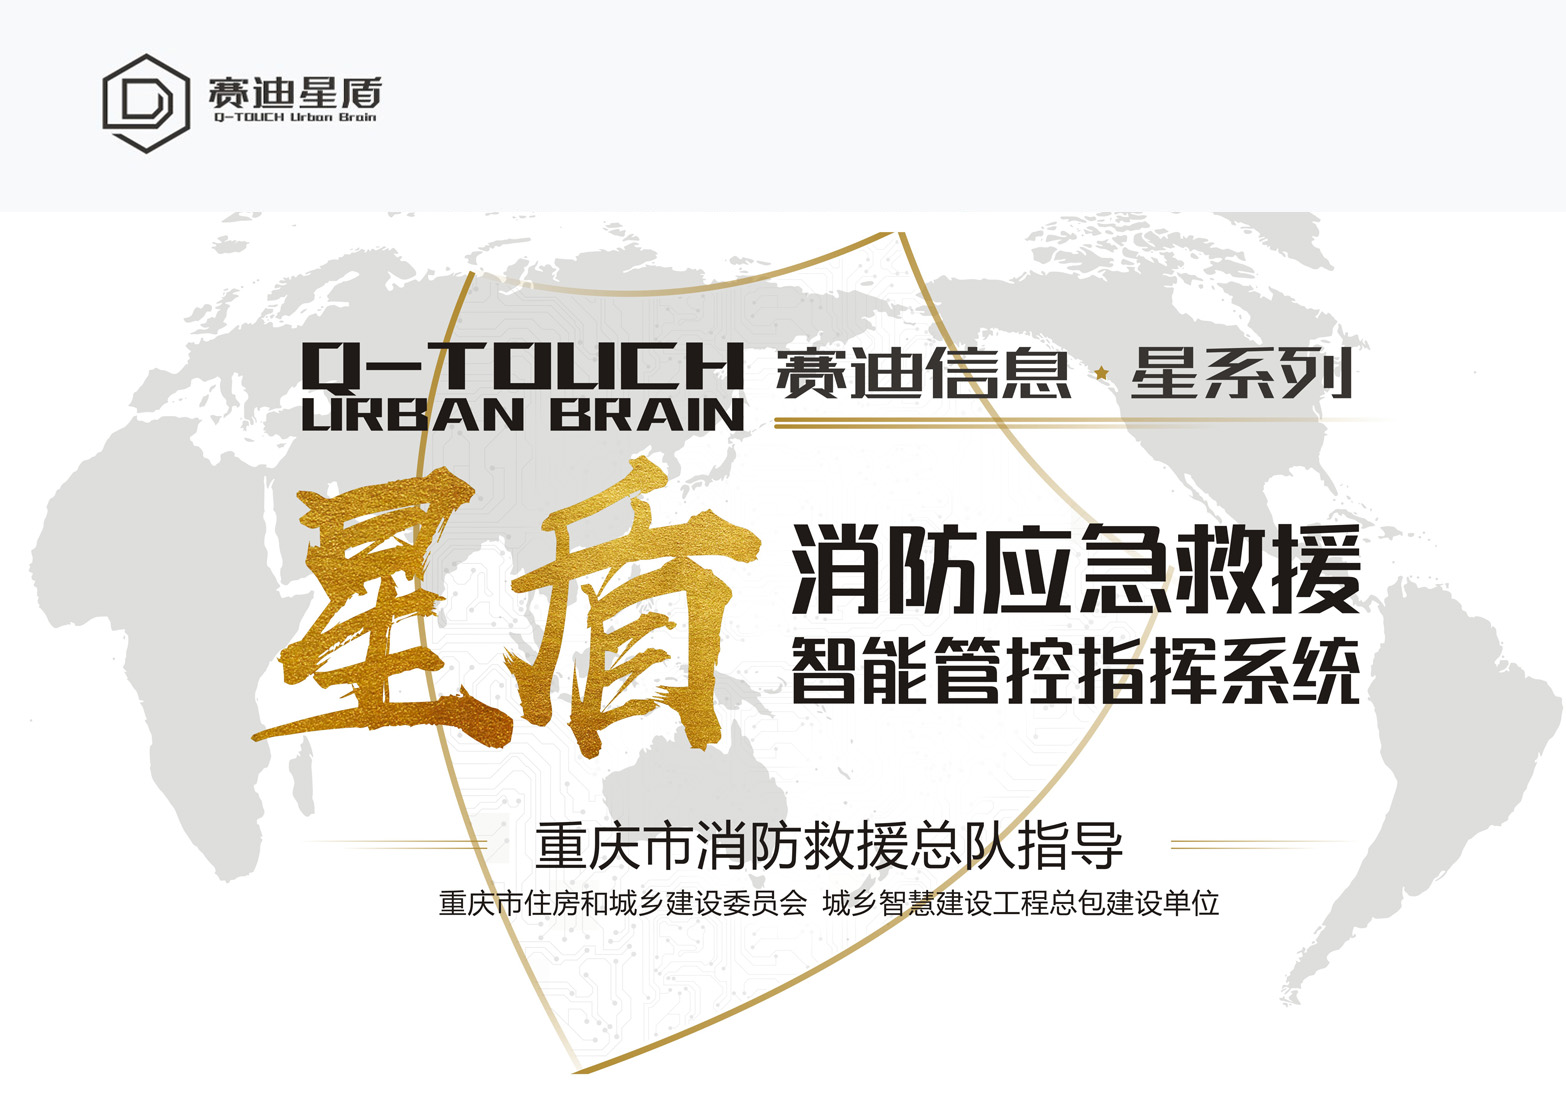 赛迪星盾
Q-TOUCH Urban Brain
Q-TOUCH
URBAN BRAIN
赛迪信息·星系列
星盾
消防应急救援
智能管控指挥系统
重庆市消防救援总队指导
重庆市住房和城乡建设委员会 城乡智慧建设工程总包建设单位